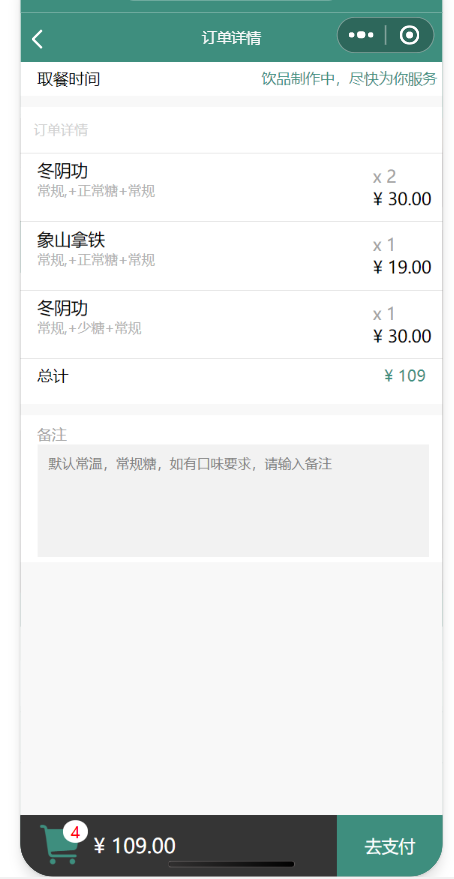 订单详情
取餐时间 饮品制作中，尽快为你服务
订单详情
冬阴功
常规,+正常糖+常规
x 2
¥ 30.00
象山拿铁
常规,+正常糖+常规
x 1
¥ 19.00
冬阴功
常规,+少糖+常规
x 1
¥ 30.00
总计 ¥ 109
备注
默认常温，常规糖，如有口味要求，请输入备注
4
¥ 109.00 去支付